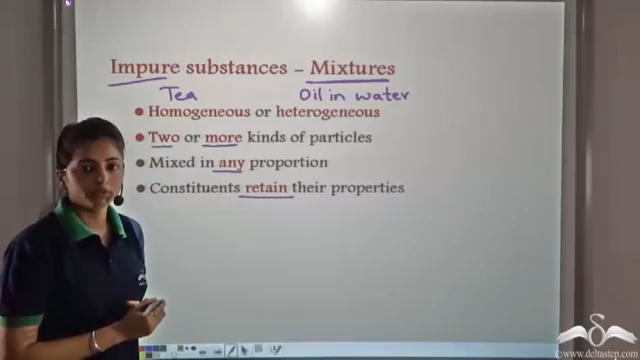 Impure substances – Mixtures
Tea Oil in water
● Homogeneous or heterogeneous
● Two or more kinds of particles
● Mixed in any proportion
● Constituents retain their properties
©www.deltastep.com